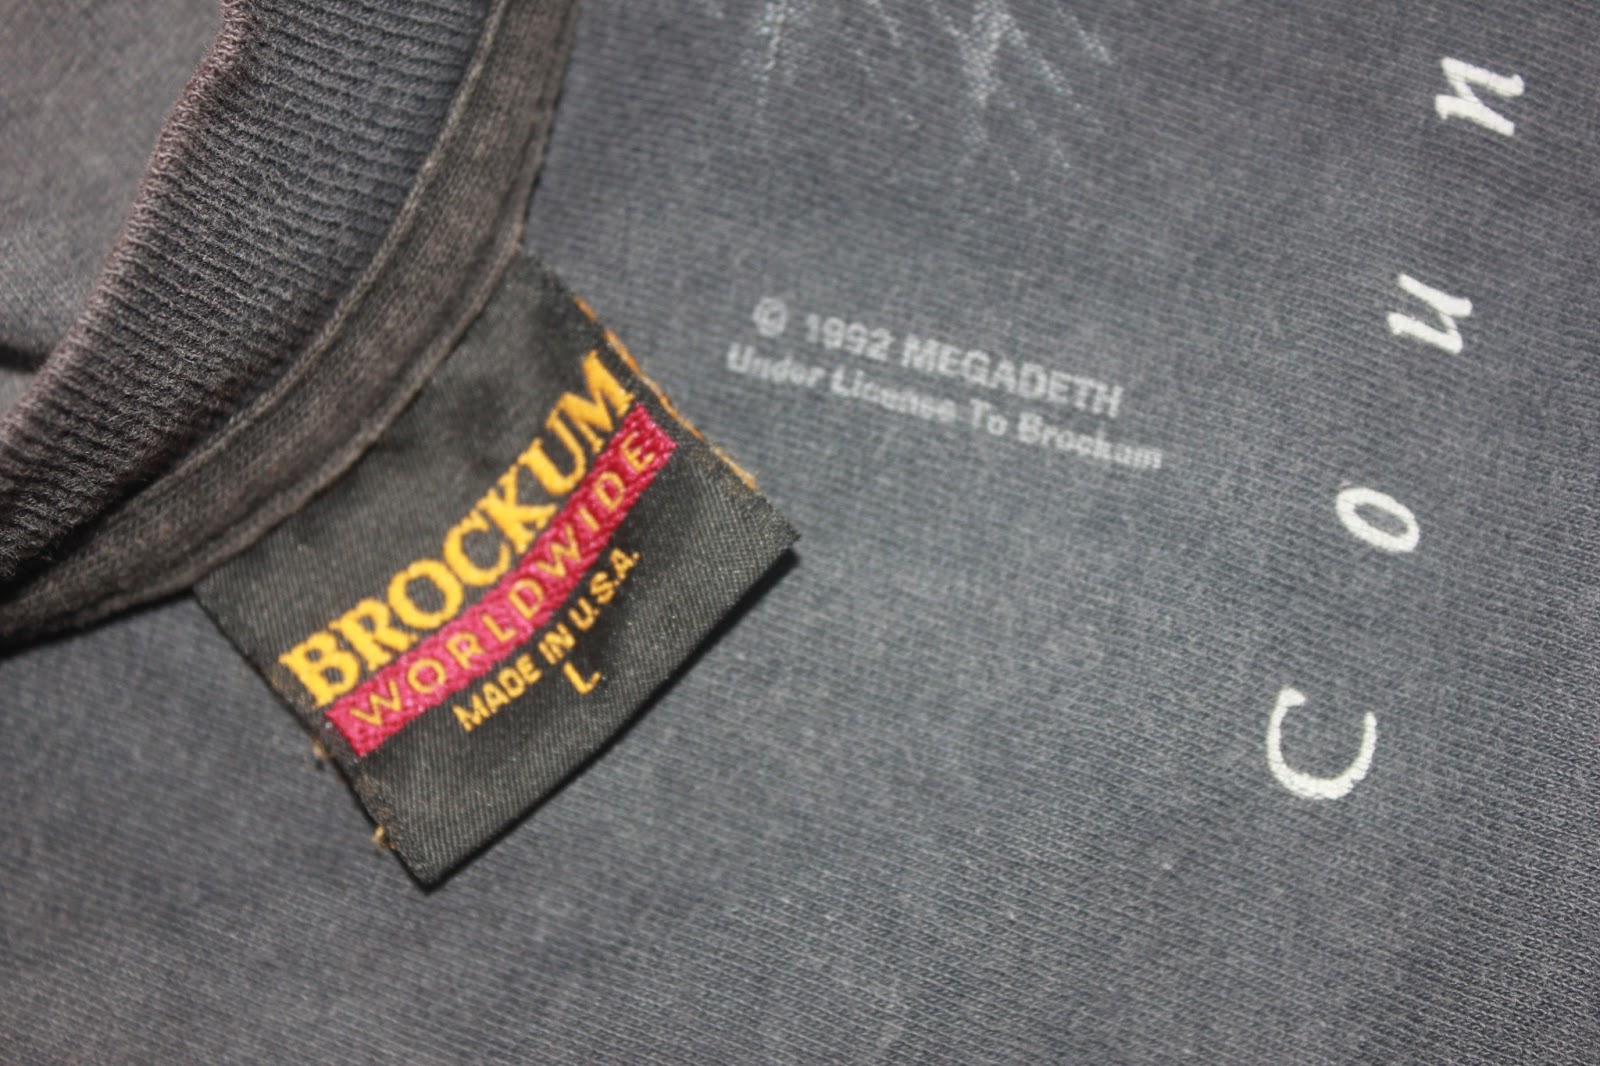 BROCKUM
WORLDWIDE
MADE IN U.S.A.
L
© 1992 MEGADETH
Under License To Brockum
Coun